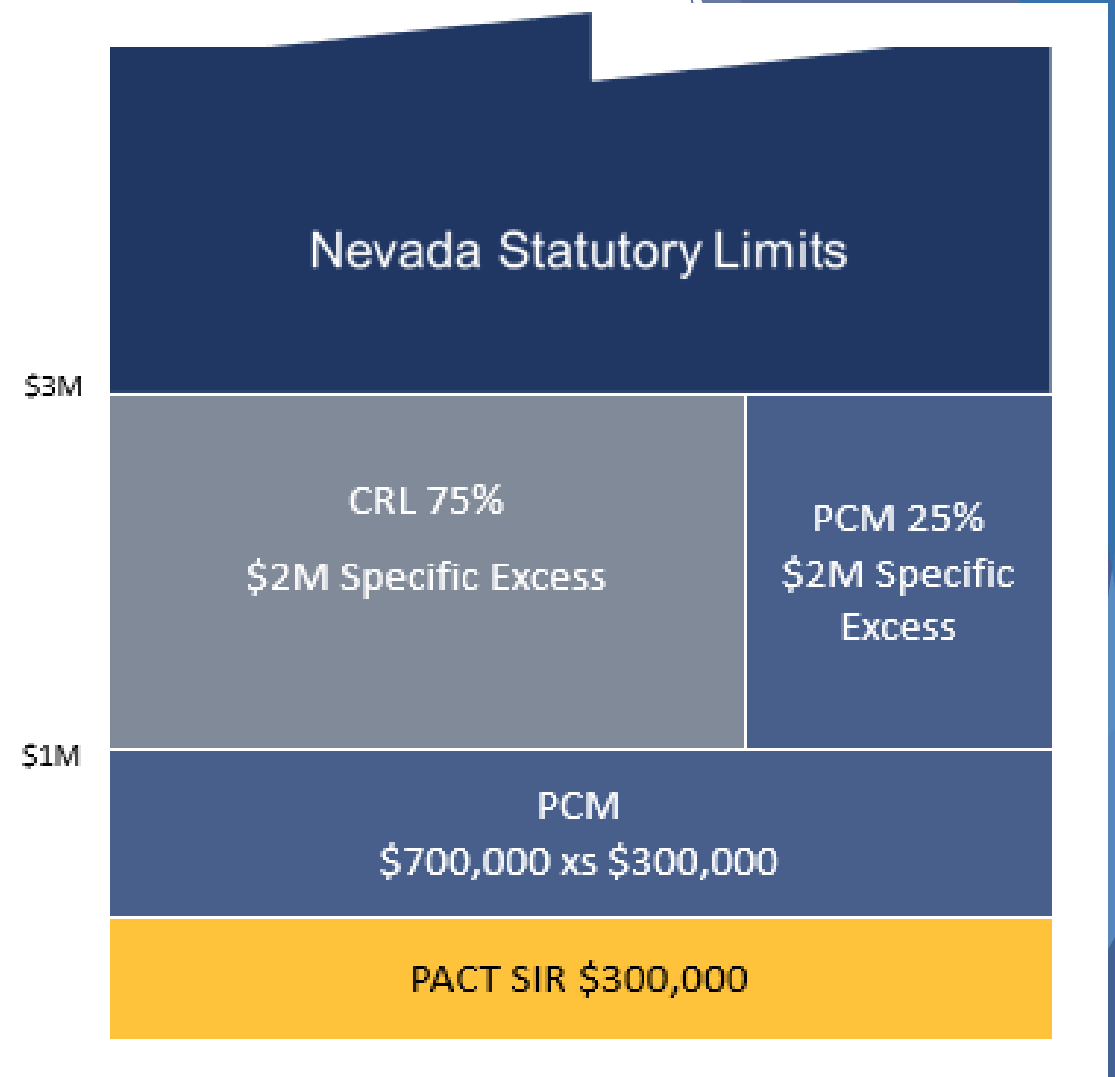 Nevada Statutory Limits
$3M
CRL 75%
$2M Specific Excess
PCM 25%
$2M Specific
Excess
$1M
PCM
$700,000 xs $300,000
PACT SIR $300,000